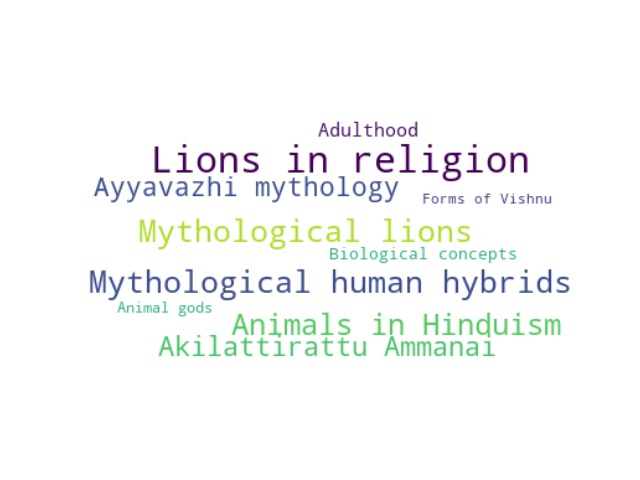 Adulthood
Lions in religion
Ayyavazhi mythology
Forms of Vishnu
Mythological lions
Biological concepts
Mythological human hybrids
Animal gods
Animals in Hinduism
Akilattirattu Ammanai